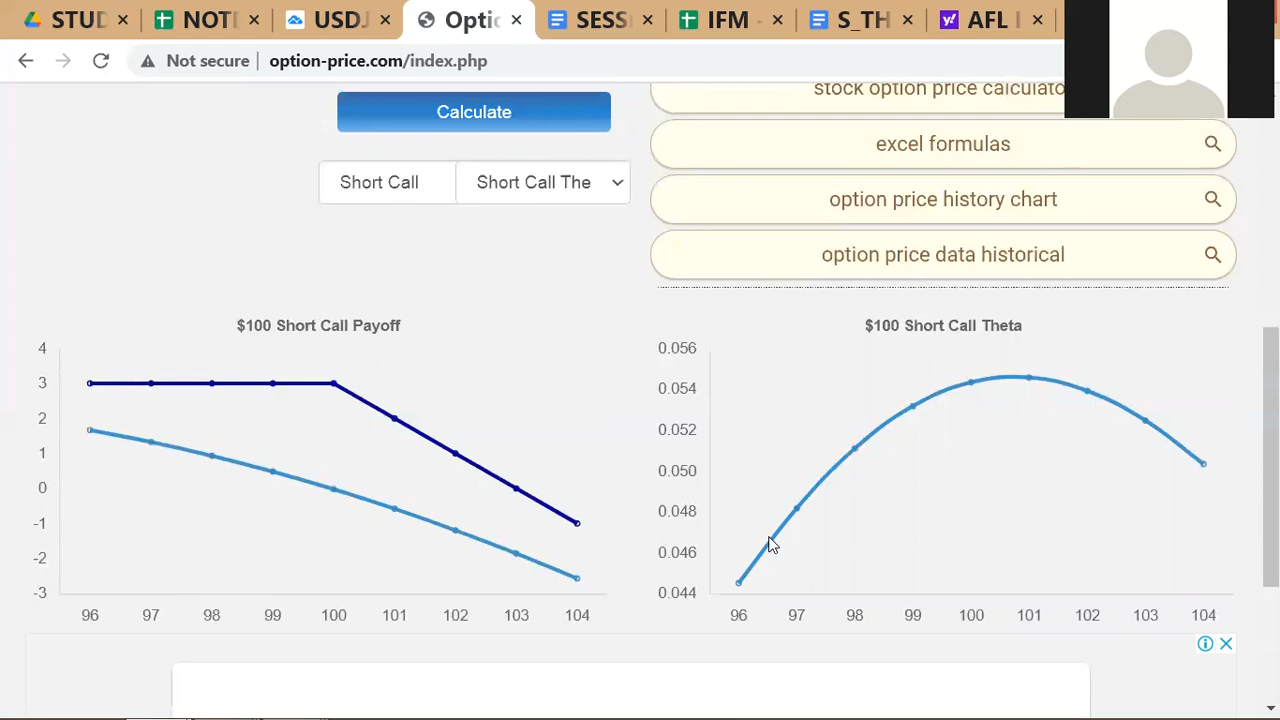 STUD
NOTI
USDJ
Optic
SESS
IFM -
S_TH
AFL I
Not secure
option-price.com/index.php
Calculate
stock option price calculato
Short Call
Short Call The
excel formulas
option price history chart
option price data historical
$100 Short Call Payoff
4
3
2
1
0
-1
-2
-3
96 97 98 99 100 101 102 103 104
$100 Short Call Theta
0.056
0.054
0.052
0.050
0.048
0.046
0.044
96 97 98 99 100 101 102 103 104